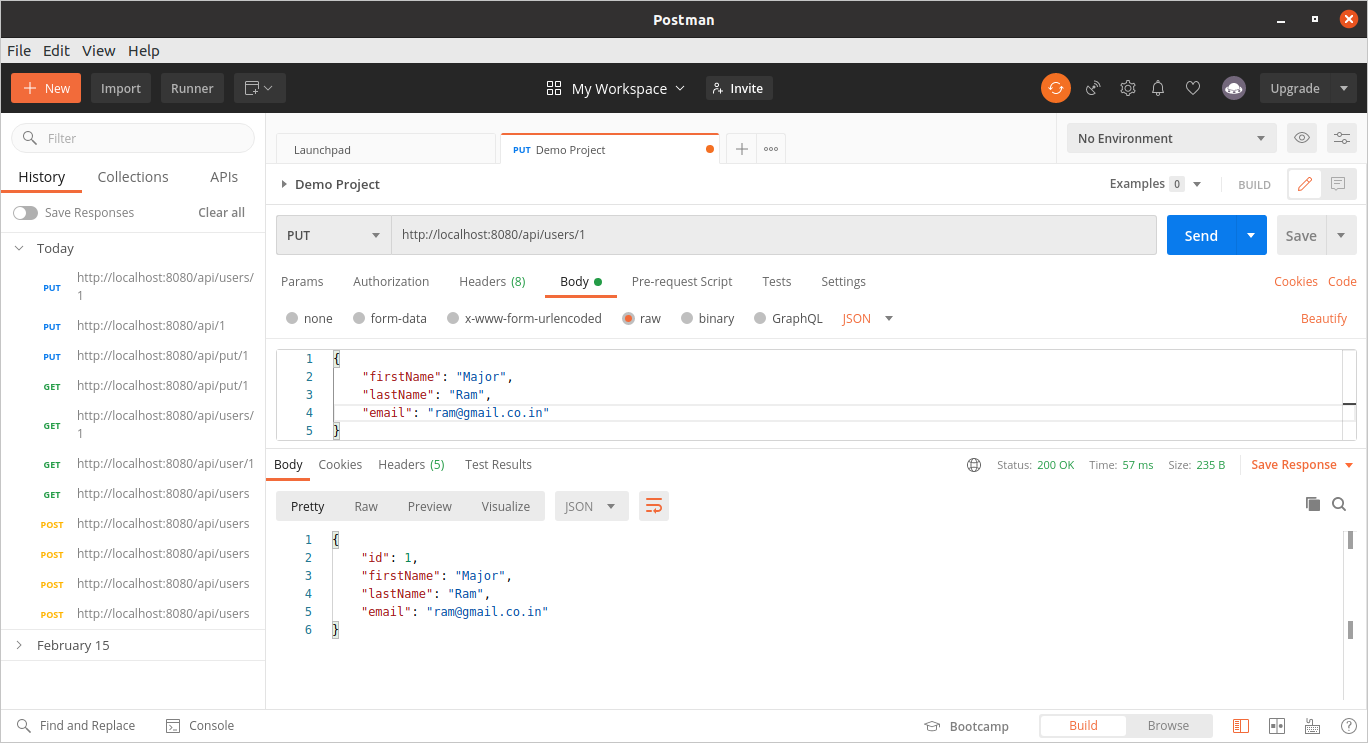 Postman
File Edit View Help
New Import Runner My Workspace Invite Upgrade
Filter
History Collections APIs
Save Responses Clear all
Today
PUT http://localhost:8080/api/users/
1
PUT http://localhost:8080/api/1
PUT http://localhost:8080/api/put/1
GET http://localhost:8080/api/put/1
GET http://localhost:8080/api/users/
1
GET http://localhost:8080/api/user/1
GET http://localhost:8080/api/users
POST http://localhost:8080/api/users
POST http://localhost:8080/api/users
POST http://localhost:8080/api/users
POST http://localhost:8080/api/users
February 15
Launchpad PUT Demo Project No Environment
Demo Project Examples 0 BUILD
PUT http://localhost:8080/api/users/1 Send Save
Params Authorization Headers (8) Body Pre-request Script Tests Settings Cookies Code
none form-data x-www-form-urlencoded raw binary GraphQL JSON Beautify
1 {
2 "firstName": "Major",
3 "lastName": "Ram",
4 "email": "ram@gmail.co.in"
5 }
Body Cookies Headers (5) Test Results Status: 200 OK Time: 57 ms Size: 235 B Save Response
Pretty Raw Preview Visualize JSON
1 {
2 "id": 1,
3 "firstName": "Major",
4 "lastName": "Ram",
5 "email": "ram@gmail.co.in"
6 }
Find and Replace Console Bootcamp Build Browse